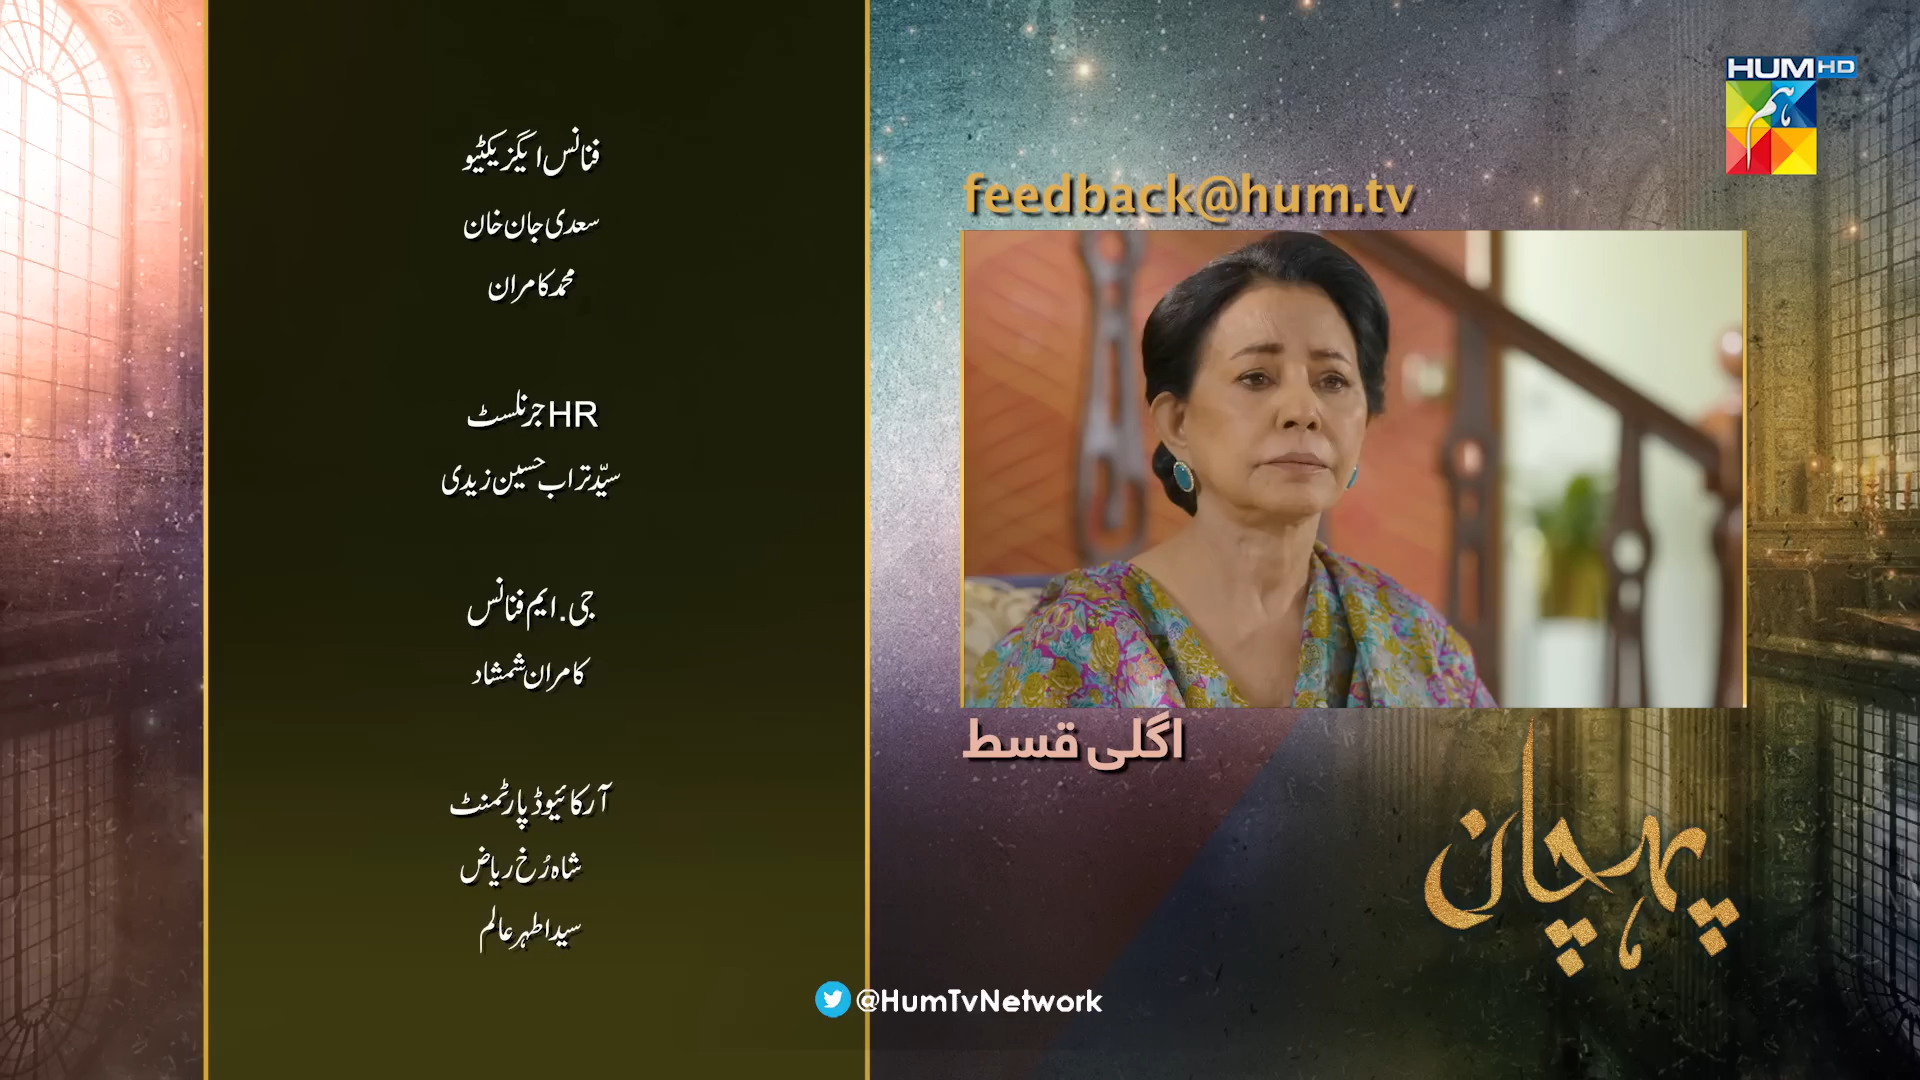 فنانس ایگزیکٹیو
سعدی جان خان
محمد کامران
HR جرنلسٹ
سیّد تراب حسین زیدی
جی. ایم فنانس
کامران شمشاد
آرکائیو ڈپارٹمنٹ
شاہ رُخ ریاض
سید اطہر عالم
HUM HD
ہم
feedback@hum.tv
اگلی قسط
پہچان
@HumTvNetwork